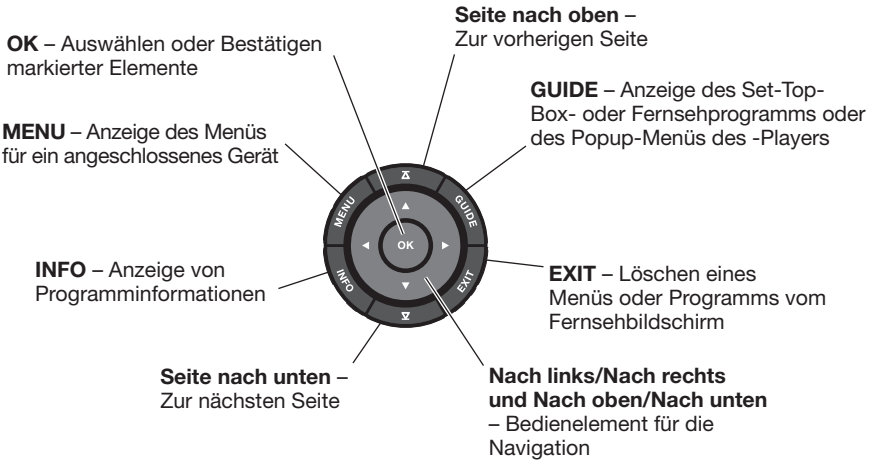 Seite nach oben –
Zur vorherigen Seite
OK – Auswählen oder Bestätigen
markierter Elemente
GUIDE – Anzeige des Set-Top-
Box- oder Fernsehprogramms oder
des Popup-Menüs des -Players
MENU – Anzeige des Menüs
für ein angeschlossenes Gerät
MENU
GUIDE
OK
INFO
EXIT
INFO – Anzeige von
Programminformationen
EXIT – Löschen eines
Menüs oder Programms vom
Fernsehbildschirm
Seite nach unten –
Zur nächsten Seite
Nach links/Nach rechts
und Nach oben/Nach unten
– Bedienelement für die
Navigation